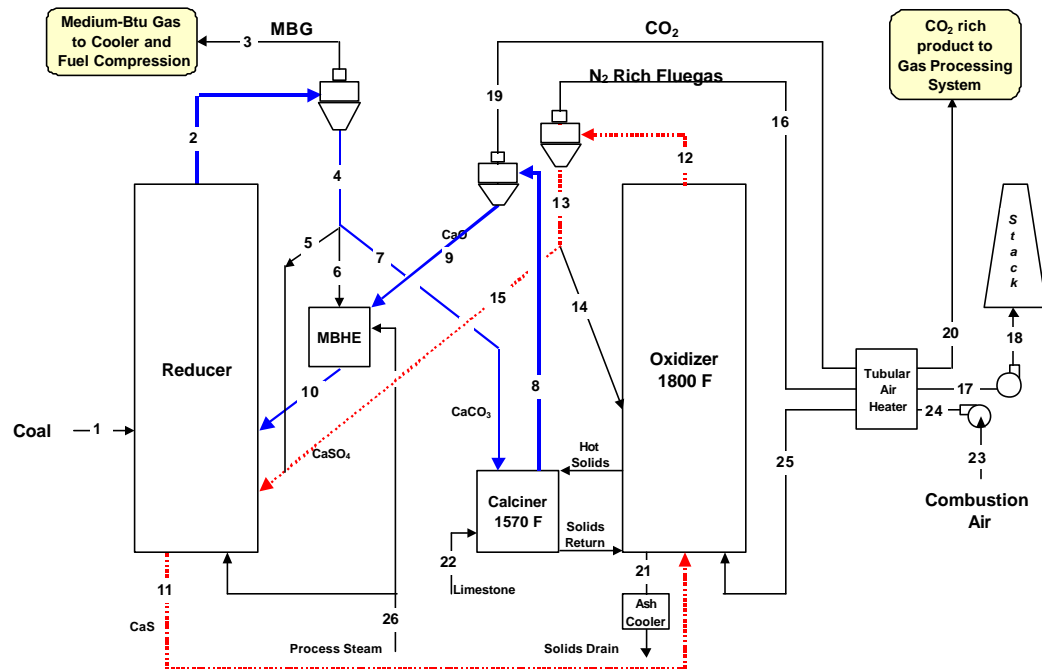 Medium-Btu Gas
to Cooler and
Fuel Compression
3
MBG
CO2
CO2 rich
product to
Gas Processing
System
N2 Rich Fluegas
19
16
2
12
4
13
5
6
7
CaO
9
15
14
S
t
a
c
k
MBHE
8
Reducer
Oxidizer
1800 F
20
18
Tubular
Air
Heater
17
24
10
CaCO3
Coal
1
CaSO4
Hot
Solids
25
23
Combustion
Air
Calciner
1570 F
Solids
Return
22
Limestone
21
11
CaS
26
Ash
Cooler
Process Steam
Solids Drain